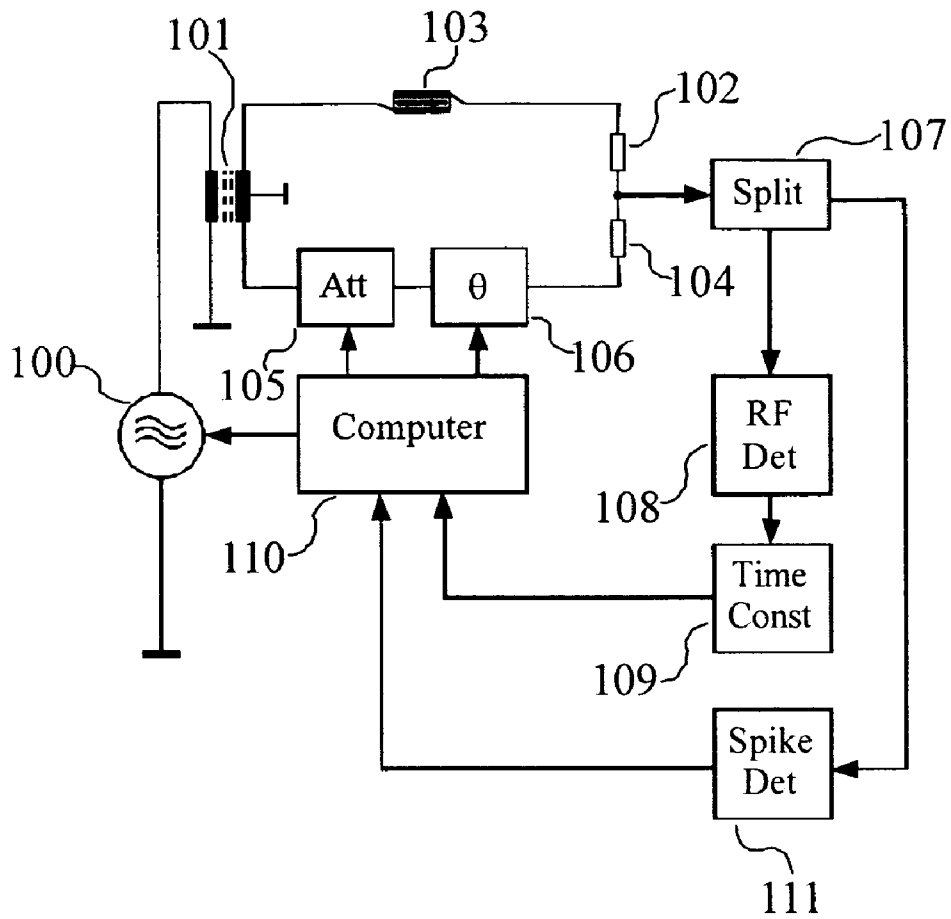 103
101
102
107
Split
104
Att
θ
106
105
100
Computer
RF
Det
108
110
Time
Const
109
Spike
Det
111